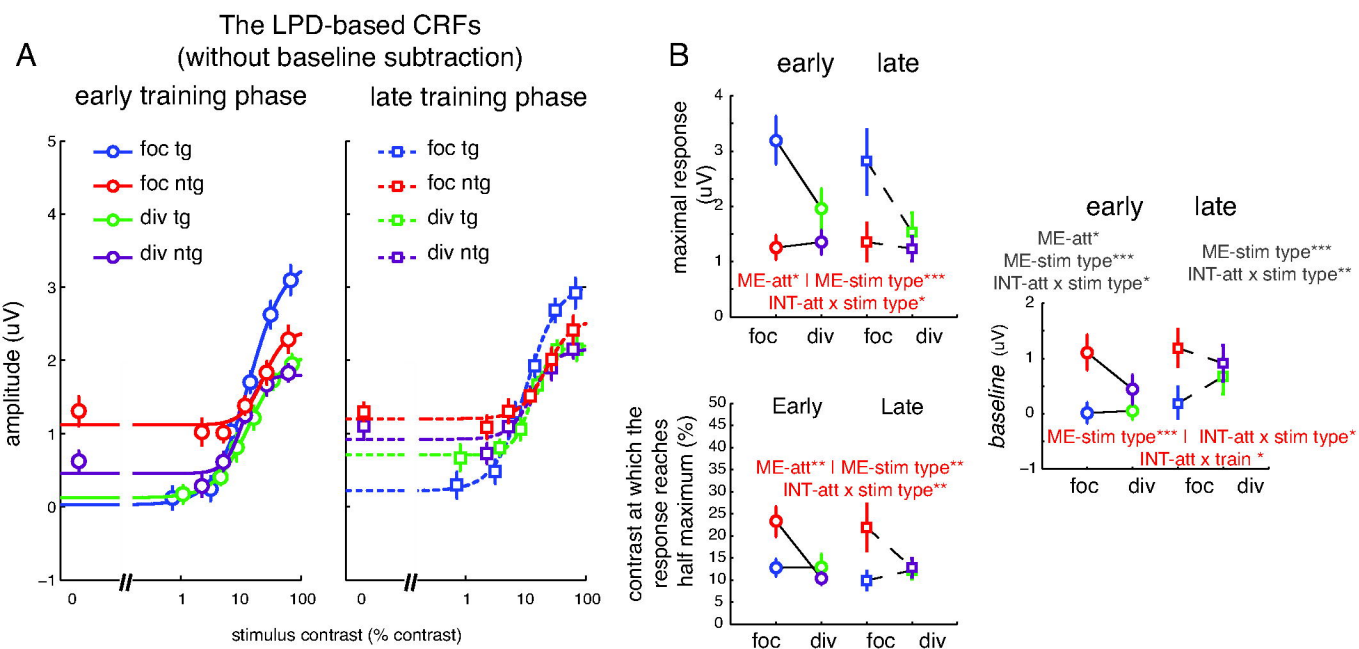 The LPD-based CRFs
(without baseline subtraction)
A
early training phase
late training phase
amplitude (uV)
5
4
3
2
1
0
−1
foc tg
foc ntg
div tg
div ntg
foc tg
foc ntg
div tg
div ntg
0
1
10
100
0
1
10
100
stimulus contrast (% contrast)
B
early
late
maximal response
(uV)
4
3
2
1
0
ME-att* | ME-stim type***
INT-att x stim type*
foc
div
foc
div
contrast at which the
response reaches
half maximum (%)
Early
Late
50
45
40
35
30
25
20
15
10
5
0
ME-att** | ME-stim type**
INT-att x stim type**
foc
div
foc
div
early
late
ME-att*
ME-stim type***
INT-att x stim type*
ME-stim type***
INT-att x stim type**
baseline (uV)
2
1
0
−1
ME-stim type*** | INT-att x stim type*
INT-att x train *
foc
div
foc
div